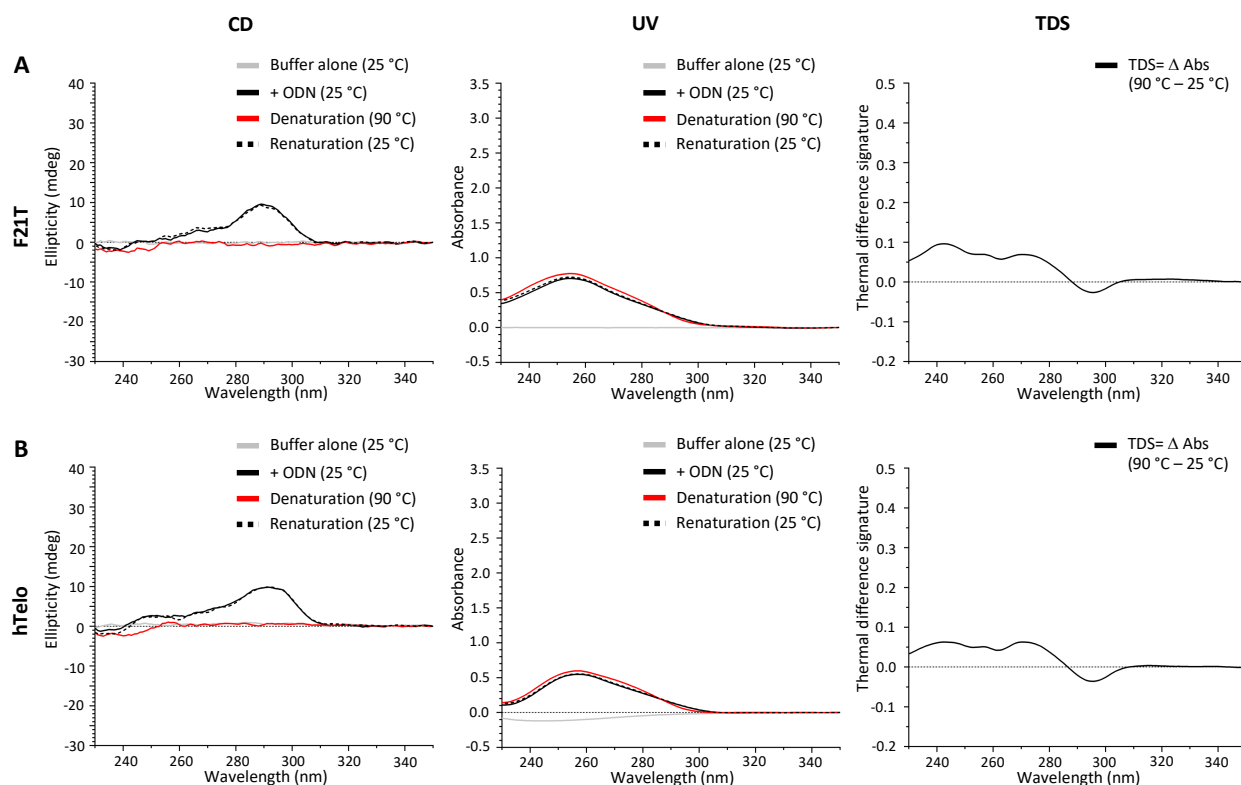 CD
UV
TDS
A
F21T
Ellipticity (mdeg)
40
30
20
10
0
-10
-20
-30
Buffer alone (25 °C)
+ ODN (25 °C)
Denaturation (90 °C)
Renaturation (25 °C)
240
260
280
300
320
340
Wavelength (nm)
Absorbance
3.5
3.0
2.5
2.0
1.5
1.0
0.5
0.0
-0.5
Buffer alone (25 °C)
+ ODN (25 °C)
Denaturation (90 °C)
Renaturation (25 °C)
240
260
280
300
320
340
Wavelength (nm)
Thermal difference signature
0.5
0.4
0.3
0.2
0.1
0.0
-0.1
-0.2
TDS= Δ Abs
(90 °C – 25 °C)
240
260
280
300
320
340
Wavelength (nm)
B
hTelo
Ellipticity (mdeg)
40
30
20
10
0
-10
-20
-30
Buffer alone (25 °C)
+ ODN (25 °C)
Denaturation (90 °C)
Renaturation (25 °C)
240
260
280
300
320
340
Wavelength (nm)
Absorbance
3.5
3.0
2.5
2.0
1.5
1.0
0.5
0.0
-0.5
Buffer alone (25 °C)
+ ODN (25 °C)
Denaturation (90 °C)
Renaturation (25 °C)
240
260
280
300
320
340
Wavelength (nm)
Thermal difference signature
0.5
0.4
0.3
0.2
0.1
0.0
-0.1
-0.2
TDS= Δ Abs
(90 °C – 25 °C)
240
260
280
300
320
340
Wavelength (nm)